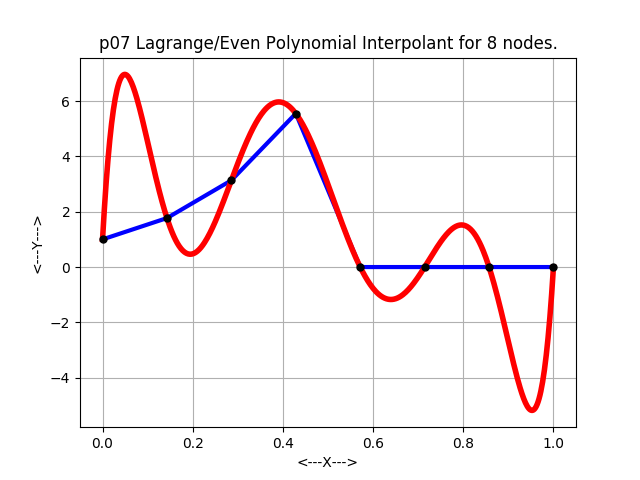 p07 Lagrange/Even Polynomial Interpolant for 8 nodes.
6
4
2
0
−2
−4
<---Y--->
0.0 0.2 0.4 0.6 0.8 1.0
<---X--->